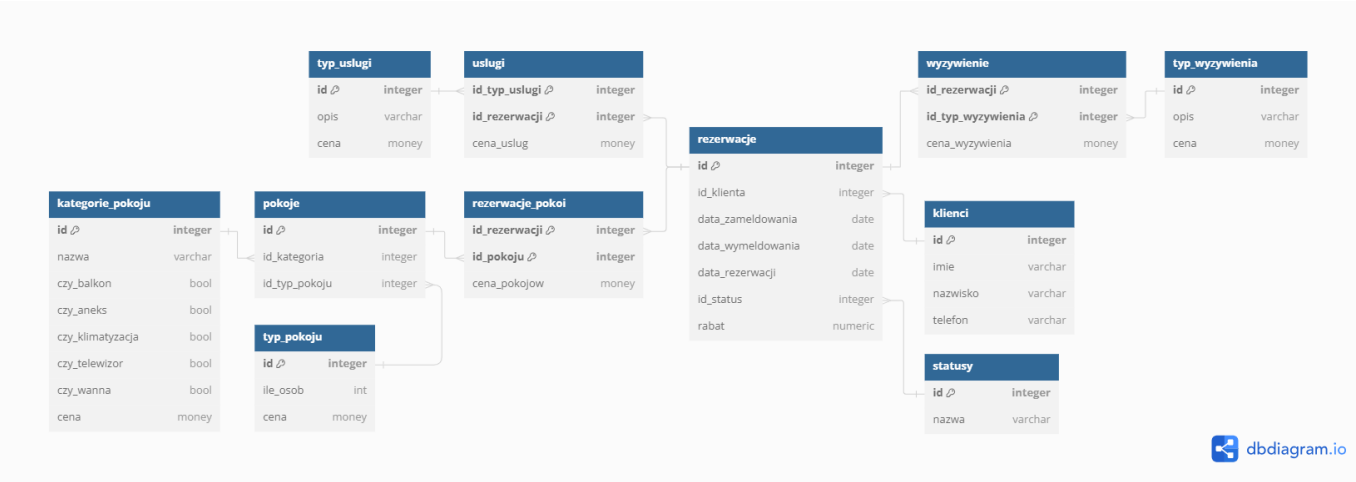 typ_uslugi
id integer
opis varchar
cena money
uslugi
id_typ_uslugi integer
id_rezerwacji integer
cena_uslug money
kategorie_pokoju
id integer
nazwa varchar
czy_balkon bool
czy_aneks bool
czy_klimatyzacja bool
czy_telewizor bool
czy_wanna bool
cena money
pokoje
id integer
id_kategoria integer
id_typ_pokoju integer
typ_pokoju
id integer
ile_osob int
cena money
rezerwacje_pokoi
id_rezerwacji integer
id_pokoju integer
cena_pokojow money
rezerwacje
id integer
id_klienta integer
data_zameldowania date
data_wymeldowania date
data_rezerwacji date
id_status integer
rabat numeric
wyzywienie
id_rezerwacji integer
id_typ_wyzywienia integer
cena_wyzywienia money
typ_wyzywienia
id integer
opis varchar
cena money
klienci
id integer
imie varchar
nazwisko varchar
telefon varchar
statusy
id integer
nazwa varchar
dbdiagram.io